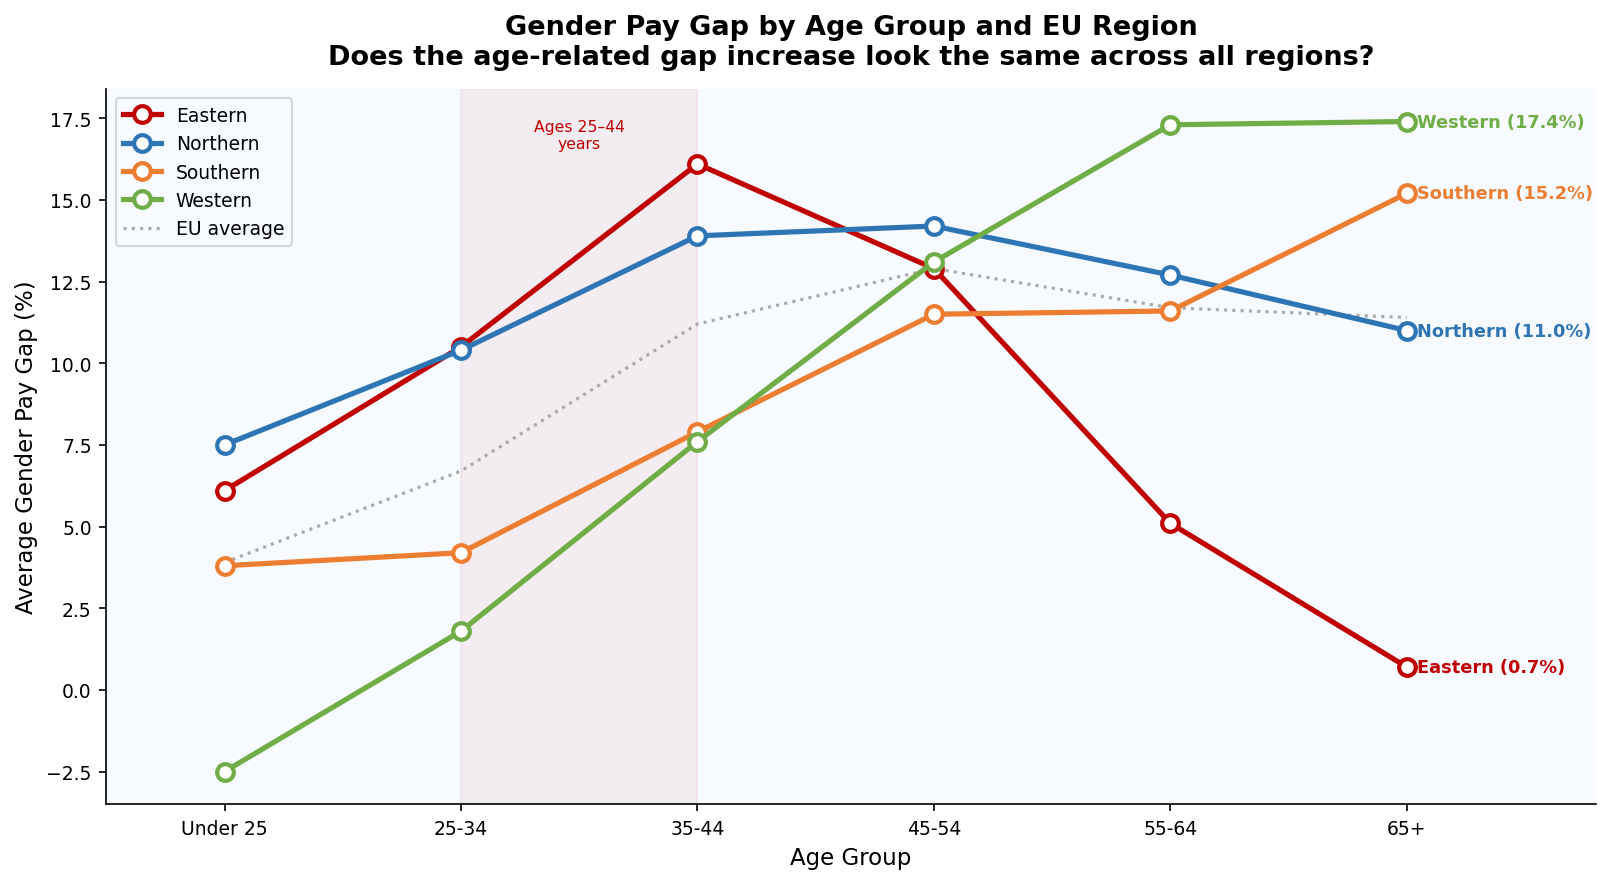 Gender Pay Gap by Age Group and EU Region
Does the age-related gap increase look the same across all regions?
Eastern
Northern
Southern
Western
EU average
Ages 25–44
years
Western (17.4%)
Southern (15.2%)
Northern (11.0%)
Eastern (0.7%)
Average Gender Pay Gap (%)
17.5
15.0
12.5
10.0
7.5
5.0
2.5
0.0
−2.5
Under 25
25-34
35-44
45-54
55-64
65+
Age Group